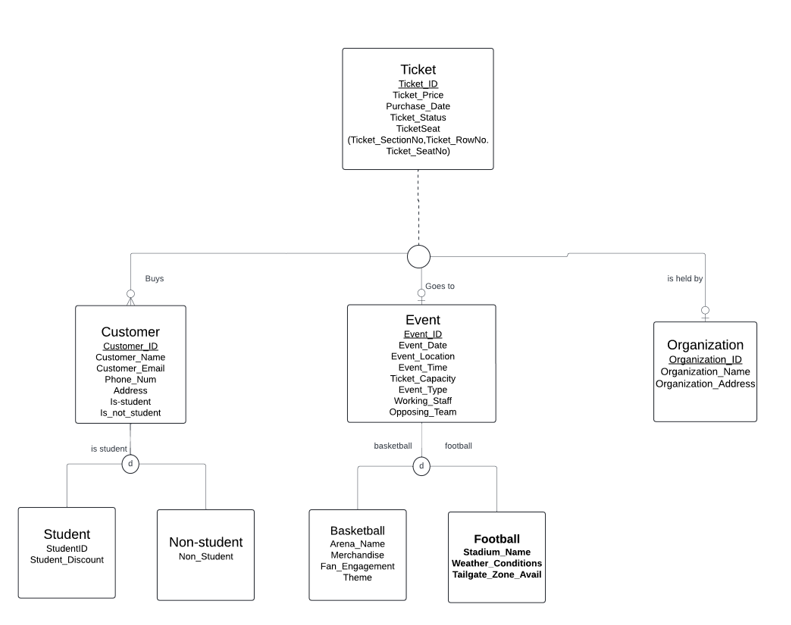 Ticket
Ticket_ID
Ticket_Price
Purchase_Date
Ticket_Status
TicketSeat
(Ticket_SectionNo,Ticket_RowNo.
Ticket_SeatNo)
Buys
Goes to
is held by
Customer
Customer_ID
Customer_Name
Customer_Email
Phone_Num
Address
Is-student
Is_not_student
Event
Event_ID
Event_Date
Event_Location
Event_Time
Ticket_Capacity
Event_Type
Working_Staff
Opposing_Team
Organization
Organization_ID
Organization_Name
Organization_Address
is student
d
basketball
football
d
Student
StudentID
Student_Discount
Non-student
Non_Student
Basketball
Arena_Name
Merchandise
Fan_Engagement
Theme
Football
Stadium_Name
Weather_Conditions
Tailgate_Zone_Avail